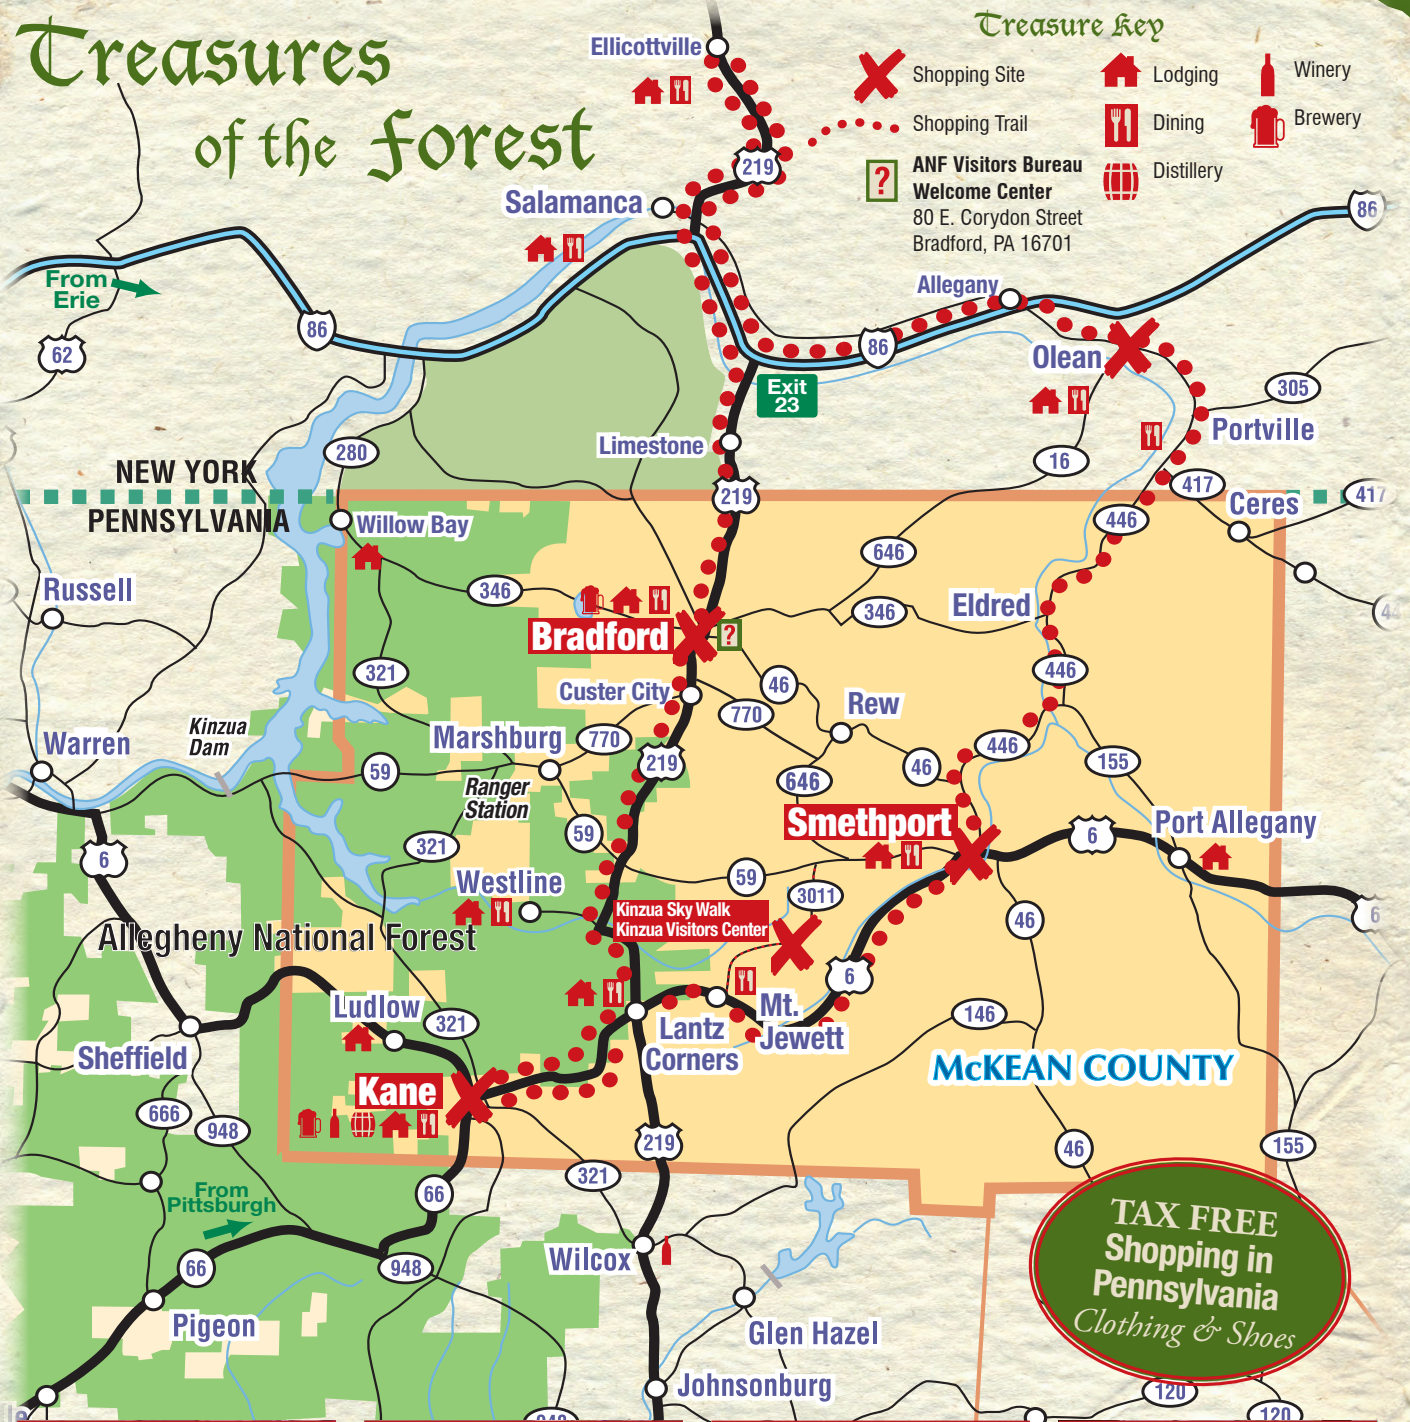 Treasures
of the Forest
Treasure Key
Shopping Site
Shopping Trail
?
ANF Visitors Bureau
Welcome Center
80 E. Corydon Street
Bradford, PA 16701
Lodging
Dining
Distillery
Winery
Brewery
Ellicottville
219
Salamanca
86
From
Erie
86
62
Allegany
86
Olean
Exit
23
305
Portville
Limestone
280
16
NEW YORK
PENNSYLVANIA
219
417
417
Ceres
446
Willow Bay
646
Russell
346
346
Eldred
Bradford
?
446
321
Custer City
46
770
Rew
Kinzua
Dam
Warren
Marshburg
770
219
446
155
59
46
646
Ranger
Station
59
Smethport
6
Port Allegany
6
321
59
3011
Westline
Kinzua Sky Walk
Kinzua Visitors Center
46
6
Allegheny National Forest
6
Ludlow
321
Mt.
Jewett
Lantz
Corners
146
Sheffield
McKEAN COUNTY
Kane
666
948
219
46
155
321
66
From
Pittsburgh
Wilcox
66
948
TAX FREE
Shopping in
Pennsylvania
Clothing & Shoes
Pigeon
Glen Hazel
Johnsonburg
120
120